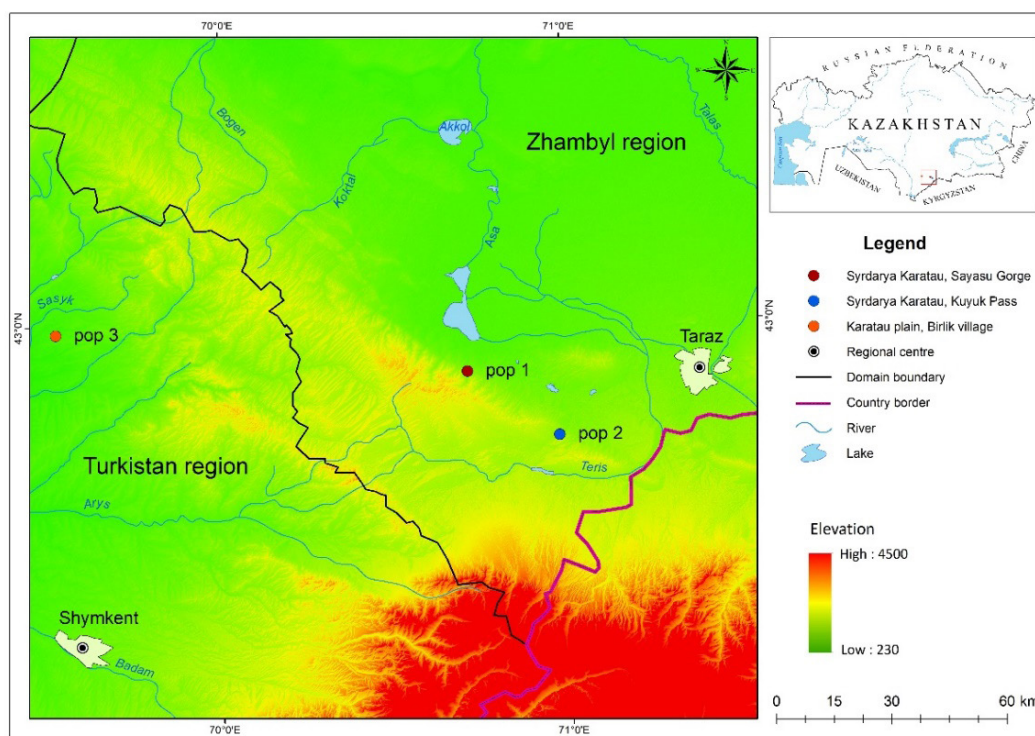 70°0'E
71°0'E
Bogen
Akkol
Talas
Zhambyl region
Koktal
Asa
Sasyk
43°0'N
43°0'N
pop 3
Taraz
pop 1
pop 2
Turkistan region
Teris
Arys
Shymkent
Badam
70°0'E
71°0'E
RUSSIAN FEDERATION
KAZAKHSTAN
UZBEKISTAN
KYRGYZSTAN
CHINA
Legend
Syrdarya Karatau, Sayasu Gorge
Syrdarya Karatau, Kuyuk Pass
Karatau plain, Birlik village
Regional centre
Domain boundary
Country border
River
Lake
Elevation
High : 4500
Low : 230
0 15 30 60 km